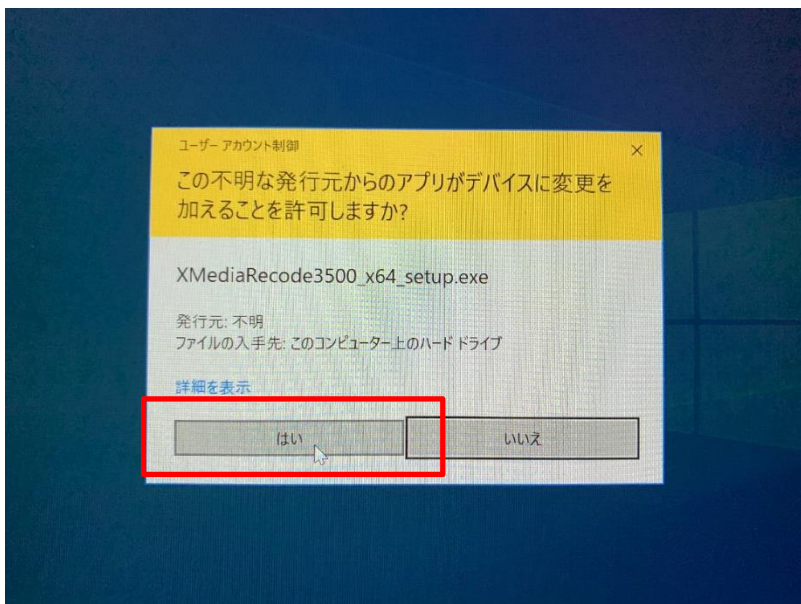 ユーザー アカウント制御
この不明な発行元からのアプリがデバイスに変更を
加えることを許可しますか?
XMediaRecode3500_x64_setup.exe
発行元: 不明
ファイルの入手先: このコンピューター上のハード ドライブ
詳細を表示
はい
いいえ